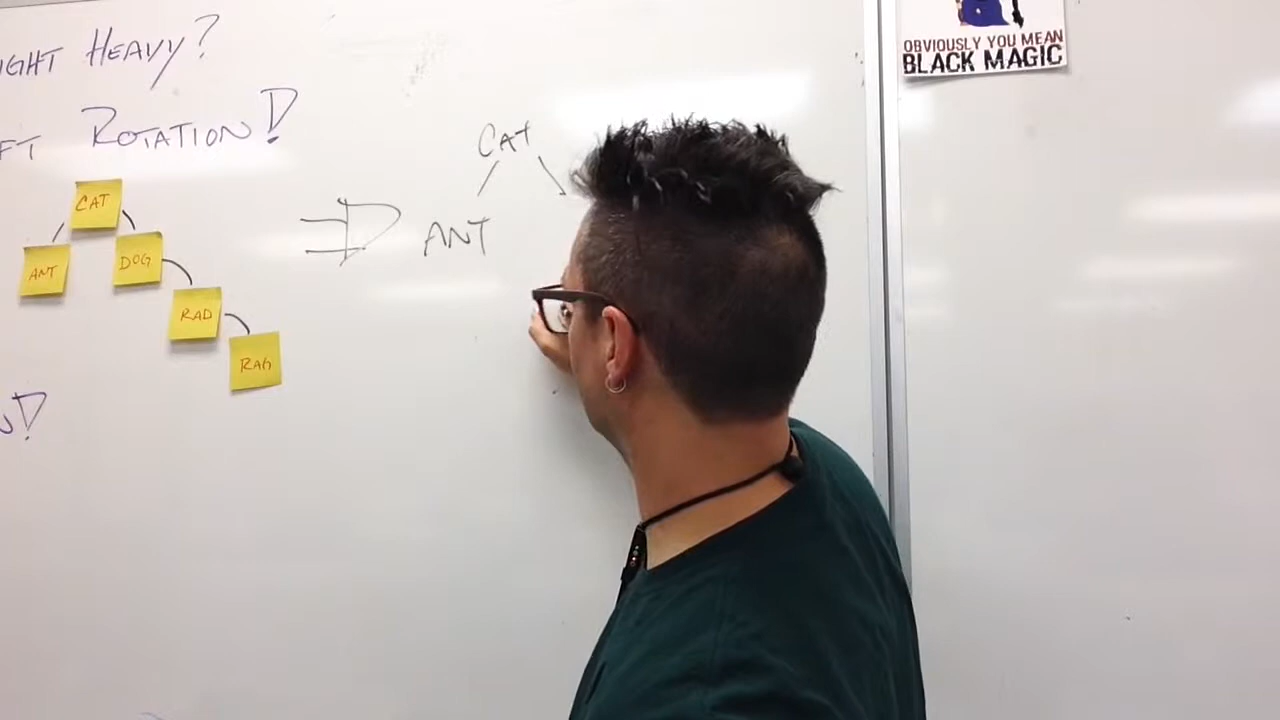 IGHT HEAVY?
FT ROTATION!
CAT
ANT
DOG
RAD
RAG
CAT
ANT
OBVIOUSLY YOU MEAN
BLACK MAGIC